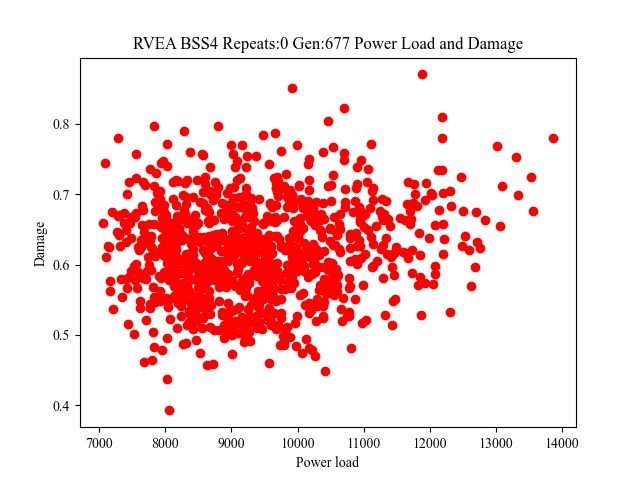 RVEA BSS4 Repeats:0 Gen:677 Power Load and Damage
0.8
0.7
0.6
0.5
0.4
Damage
7000 8000 9000 10000 11000 12000 13000 14000
Power load